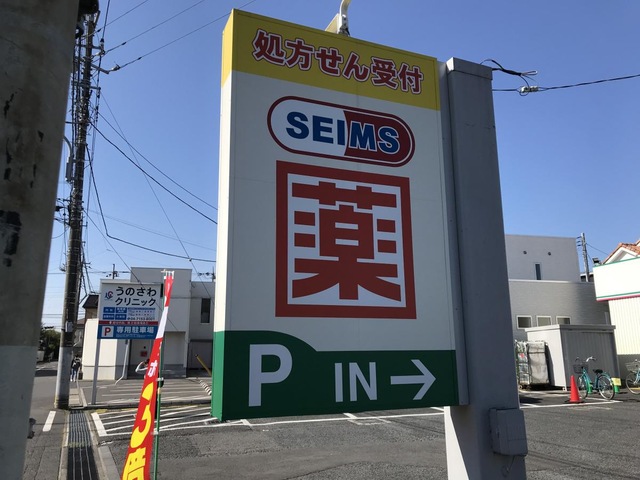 処方せん受付
SEIMS
薬
P IN →
うのさわ
クリニック
P 専用駐車場
倍